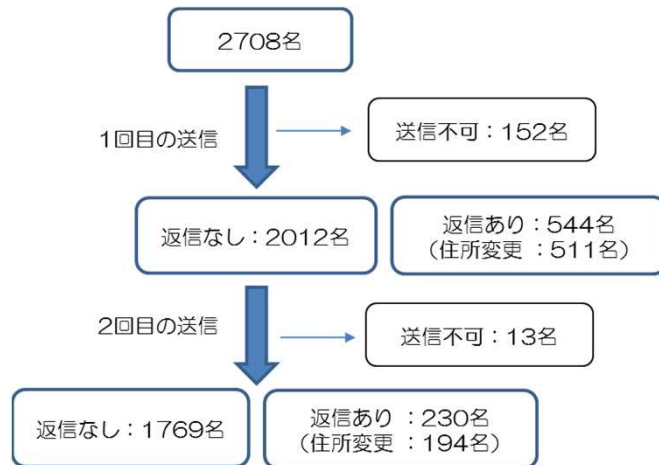 2708名
1回目の送信
送信不可：152名
返信なし：2012名
返信あり：544名
（住所変更 ：511名）
2回目の送信
送信不可：13名
返信なし：1769名
返信あり ：230名
（住所変更 ：194名）